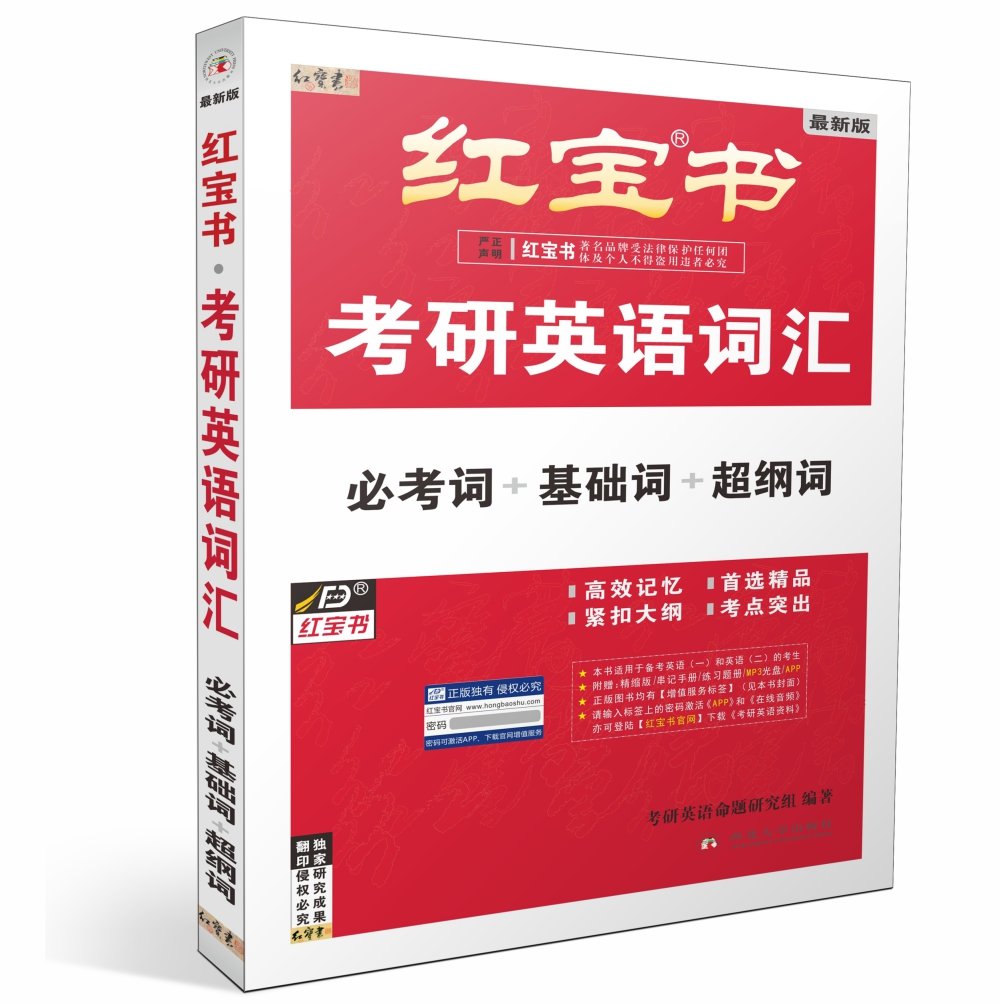 最新版
红宝书·考研英语词汇
必考词+基础词+超纲词
红寶書
红寶書
最新版
红宝书®
严正声明
红宝书
著名品牌受法律保护任何团
体及个人不得盗用违者必究
考研英语词汇
必考词+基础词+超纲词
®
红宝书
高效记忆 首选精品
紧扣大纲 考点突出
★ 本书适用于备考英语（一）和英语（二）的考生
★ 附赠：精缩版/串记手册/练习题册/MP3光盘/APP
★ 正版图书均有【增值服务标签】（见本书封面）
★ 请输入标签上的密码激活《APP》和《在线音频》
亦可登陆【红宝书官网】下载《考研英语资料》
红宝书
正版独有 侵权必究
红宝书官网 www.hongbaoshu.com
密码
密码可激活APP，下载官网增值服务
考研英语命题研究组 编著
独家研究成果
翻印侵权必究
红寶書